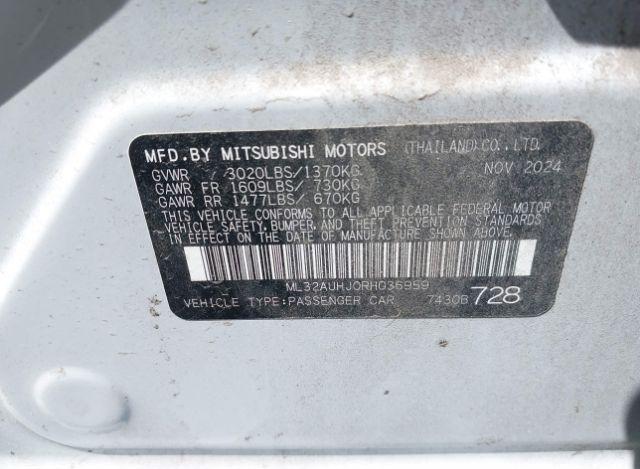 MFD.BY MITSUBISHI MOTORS (THAILAND) CO., LTD.
GVWR / 3020LBS/1370KG NOV 2024
GAWR FR 1609LBS/ 730KG
GAWR RR 1477LBS/ 670KG
THIS VEHICLE CONFORMS TO ALL APPLICABLE FEDERAL MOTOR
VEHICLE SAFETY, BUMPER, AND THEFT PREVENTION STANDARDS
IN EFFECT ON THE DATE OF MANUFACTURE SHOWN ABOVE.
ML32AUHJ0RH036959
VEHICLE TYPE:PASSENGER CAR 7430B 728